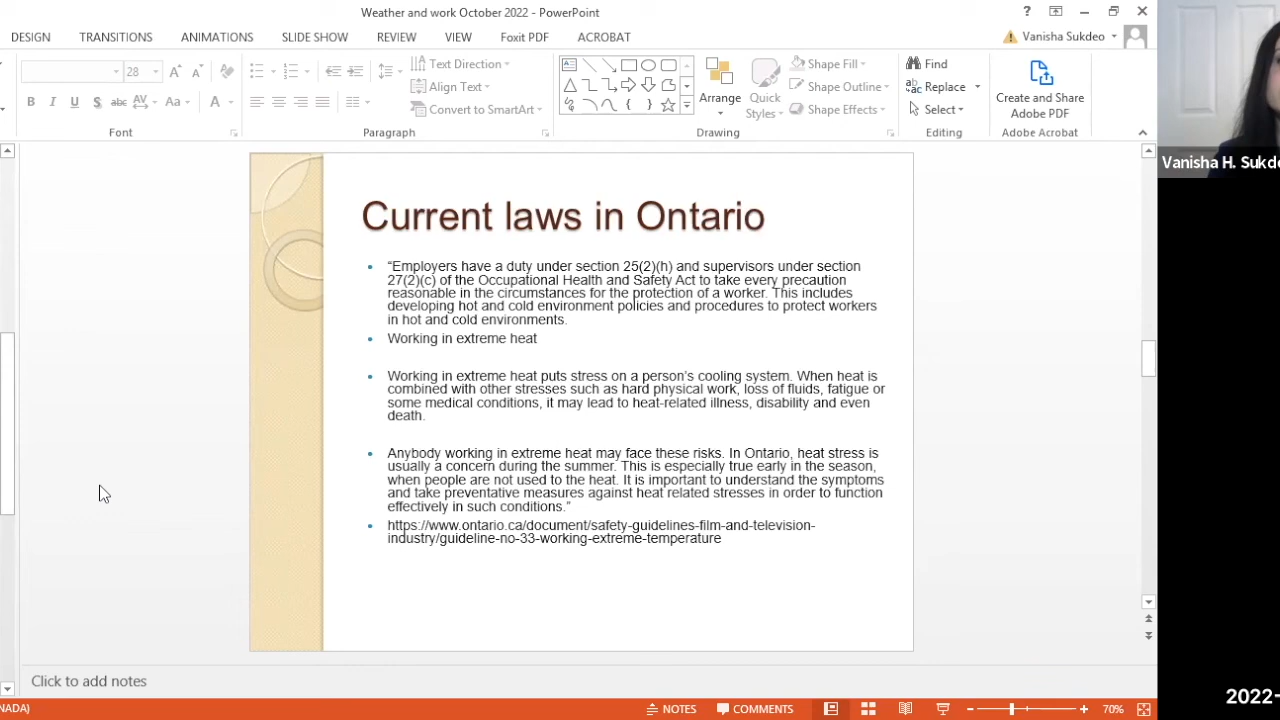 Weather and work October 2022 - PowerPoint
?
DESIGN TRANSITIONS ANIMATIONS SLIDE SHOW REVIEW VIEW Foxit PDF ACROBAT
Vanisha Sukdeo
28
Text Direction
Align Text
Convert to SmartArt
B I U S abc AV Aa A
Arrange
Quick
Styles
Shape Fill
Shape Outline
Shape Effects
Find
Replace
Select
Create and Share
Adobe PDF
Font Paragraph Drawing Editing Adobe Acrobat
Vanisha H. Sukde
Current laws in Ontario
• “Employers have a duty under section 25(2)(h) and supervisors under section
27(2)(c) of the Occupational Health and Safety Act to take every precaution
reasonable in the circumstances for the protection of a worker. This includes
developing hot and cold environment policies and procedures to protect workers
in hot and cold environments.
• Working in extreme heat
• Working in extreme heat puts stress on a person's cooling system. When heat is
combined with other stresses such as hard physical work, loss of fluids, fatigue or
some medical conditions, it may lead to heat-related illness, disability and even
death.
• Anybody working in extreme heat may face these risks. In Ontario, heat stress is
usually a concern during the summer. This is especially true early in the season,
when people are not used to the heat. It is important to understand the symptoms
and take preventative measures against heat related stresses in order to function
effectively in such conditions.”
• https://www.ontario.ca/document/safety-guidelines-film-and-television-
industry/guideline-no-33-working-extreme-temperature
Click to add notes
NADA)
NOTES COMMENTS 70%
2022-